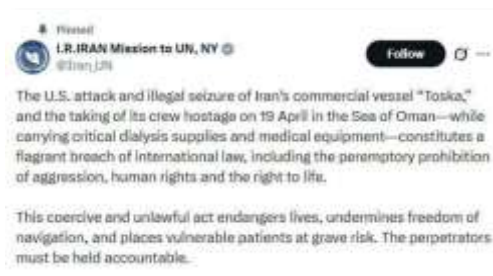 Pinned
I.R.IRAN Mission to UN, NY
@Iran_UN
Follow
The U.S. attack and illegal seizure of Iran's commercial vessel "Toska,"
and the taking of its crew hostage on 19 April in the Sea of Oman—while
carrying critical dialysis supplies and medical equipment—constitutes a
flagrant breach of international law, including the peremptory prohibition
of aggression, human rights and the right to life.
This coercive and unlawful act endangers lives, undermines freedom of
navigation, and places vulnerable patients at grave risk. The perpetrators
must be held accountable.